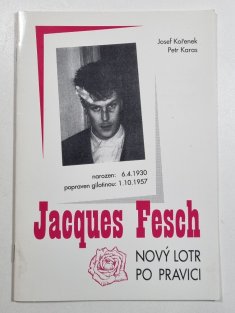 Josef Kořenek
Petr Karas
narozen: 6.4.1930
popraven gilotinou: 1.10.1957
Jacques Fesch
NOVÝ LOTR
PO PRAVICI